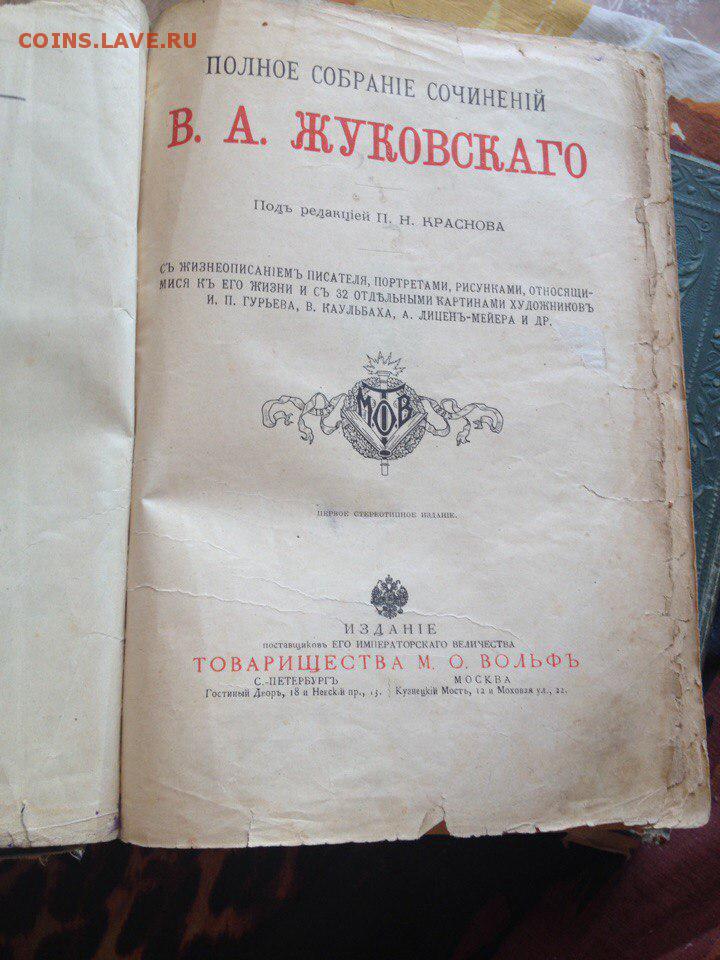 COINS.LAVE.RU
ПОЛНОЕ СОБРАНІЕ СОЧИНЕНІЙ
В. А. ЖУКОВСКАГО
Подъ редакціей П. Н. КРАСНОВА
СЪ ЖИЗНЕОПИСАНІЕМЪ ПИСАТЕЛЯ, ПОРТРЕТАМИ, РИСУНКАМИ, ОТНОСЯЩИ-
МИСЯ КЪ ЕГО ЖИЗНИ И СЪ 32 ОТДѢЛЬНЫМИ КАРТИНАМИ ХУДОЖНИКОВЪ
И. П. ГУРЬЕВА, В. КАУЛЬБАХА, А. ЛИЦЕНЪ-МЕЙЕРА И ДР.
М.О.В.
ПЕРВОЕ СТЕРЕОТИПНОЕ ИЗДАНІЕ.
ИЗДАНІЕ
поставщиковъ ЕГО ИМПЕРАТОРСКАГО ВЕЛИЧЕСТВА
ТОВАРИЩЕСТВА М. О. ВОЛЬФЪ
С.-ПЕТЕРБУРГЪ МОСКВА
Гостиный Дворъ, 18 и Невскій пр., 13. Кузнецкій Мостъ, 12 и Моховая ул., 22.